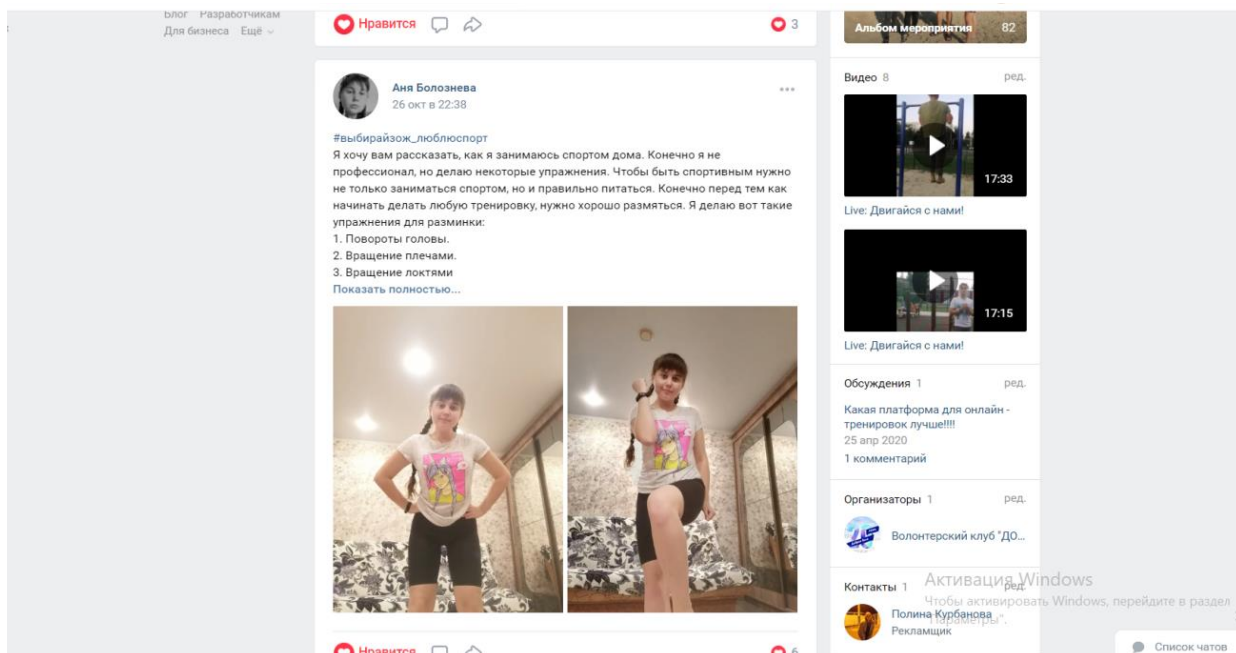 Блог Разработчикам
Для бизнеса Ещё
Нравится
3
Аня Болознева
26 окт в 22:38
#выбирайзож_люблюспорт
Я хочу вам рассказать, как я занимаюсь спортом дома. Конечно я не
профессионал, но делаю некоторые упражнения. Чтобы быть спортивным нужно
не только заниматься спортом, но и правильно питаться. Конечно перед тем как
начинать делать любую тренировку, нужно хорошо размяться. Я делаю вот такие
упражнения для разминки:
1. Повороты головы.
2. Вращение плечами.
3. Вращение локтями
Показать полностью...
Нравится
6
Альбом мероприятия 82
Видео 8 ред.
17:33
Live: Двигайся с нами!
17:15
Live: Двигайся с нами!
Обсуждения 1 ред.
Какая платформа для онлайн -
тренировок лучше!!!!
25 апр 2020
1 комментарий
Организаторы 1 ред.
Волонтерский клуб "ДО...
Контакты 1 ред.
Полина Курбанова
Рекламщик
Активация Windows
Чтобы активировать Windows, перейдите в раздел
"Параметры".
Список чатов